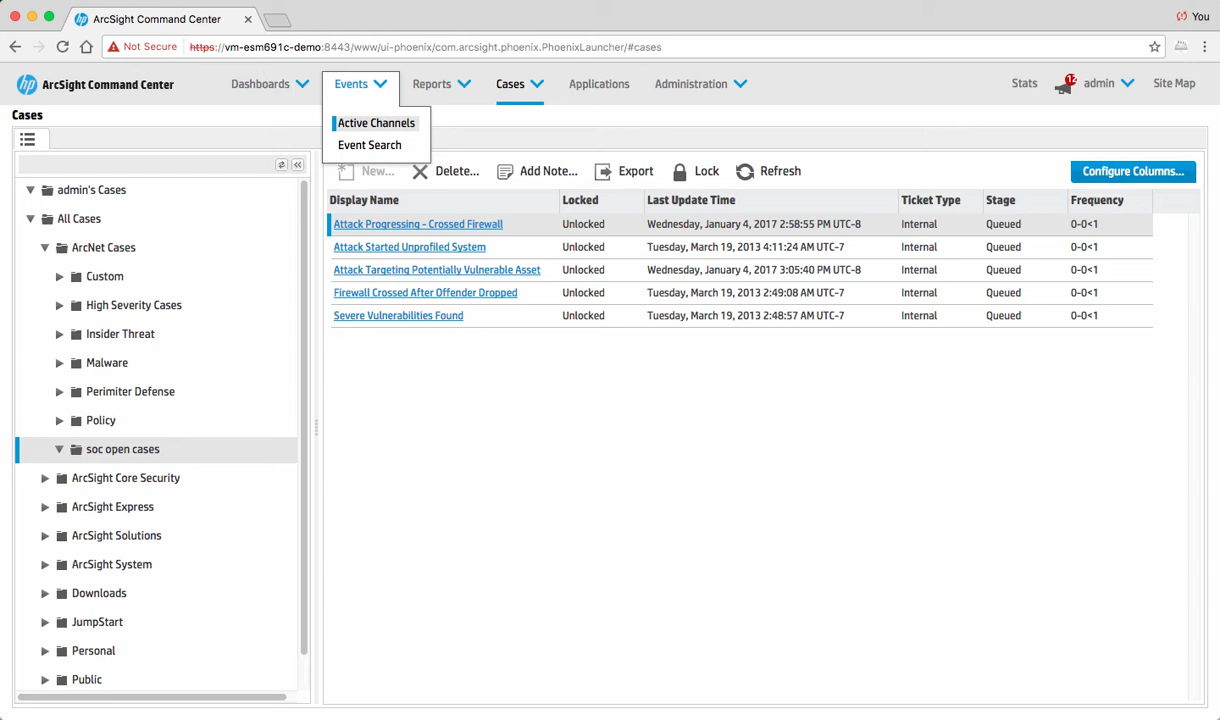 ArcSight Command Center
You
Not Secure https://vm-esm691c-demo:8443/www/ui-phoenix/com.arcsight.phoenix.PhoenixLauncher/#cases
hp ArcSight Command Center Dashboards Events Reports Cases Applications Administration Stats 12 admin Site Map
Cases
Active Channels
Event Search
New... Delete... Add Note... Export Lock Refresh Configure Columns...
Display Name Locked Last Update Time Ticket Type Stage Frequency
Attack Progressing - Crossed Firewall Unlocked Wednesday, January 4, 2017 2:58:55 PM UTC-8 Internal Queued 0-0<1
Attack Started Unprofiled System Unlocked Tuesday, March 19, 2013 4:11:24 AM UTC-7 Internal Queued 0-0<1
Attack Targeting Potentially Vulnerable Asset Unlocked Wednesday, January 4, 2017 3:05:40 PM UTC-8 Internal Queued 0-0<1
Firewall Crossed After Offender Dropped Unlocked Tuesday, March 19, 2013 2:49:08 AM UTC-7 Internal Queued 0-0<1
Severe Vulnerabilities Found Unlocked Tuesday, March 19, 2013 2:48:57 AM UTC-7 Internal Queued 0-0<1
admin's Cases
All Cases
ArcNet Cases
Custom
High Severity Cases
Insider Threat
Malware
Perimiter Defense
Policy
soc open cases
ArcSight Core Security
ArcSight Express
ArcSight Solutions
ArcSight System
Downloads
JumpStart
Personal
Public